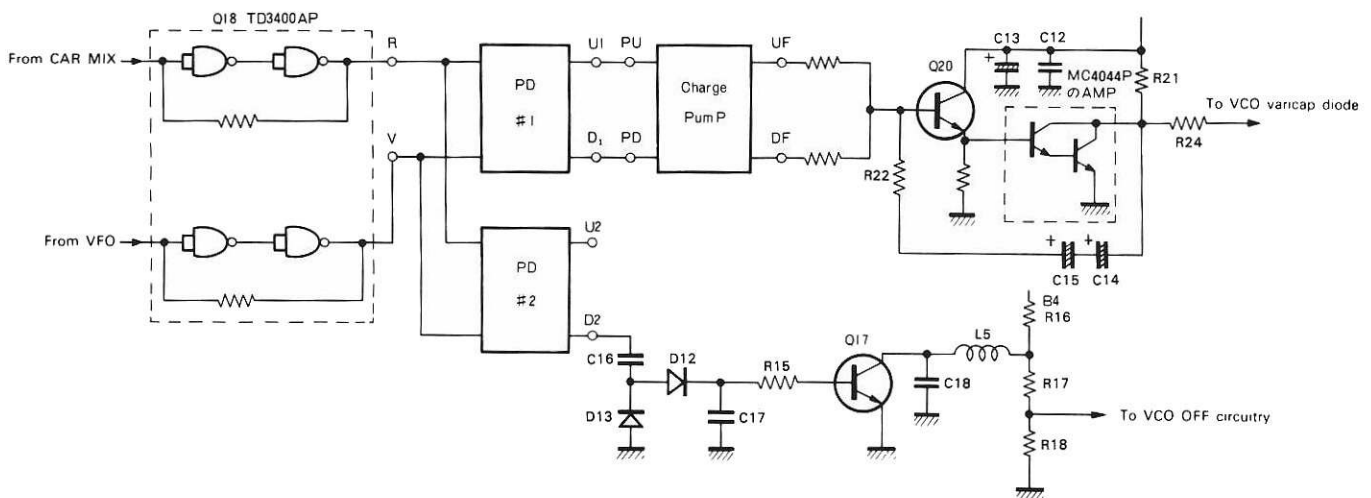 Q18 TD3400AP
From CAR MIX
R
V
From VFO
PD
#1
U1
PU
D1
PD
Charge
PumP
UF
DF
Q20
C13
C12
+
MC4044P
のAMP
R21
To VCO varicap diode
R24
R22
+
+
C15
C14
PD
#2
U2
D2
C16
D12
D13
C17
R15
Q17
C18
L5
B4
R16
R17
R18
To VCO OFF circuitry